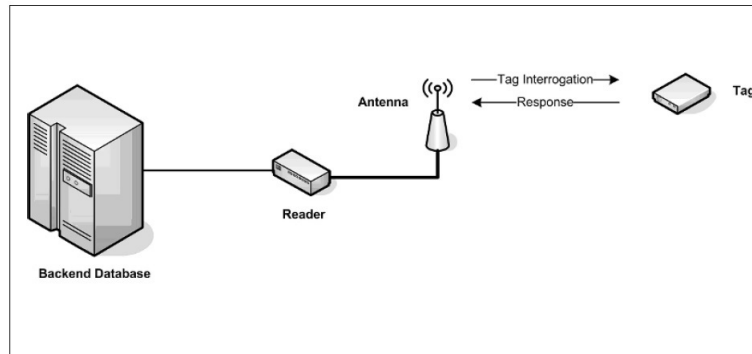 Tag Interrogation
Antenna
Response
Tag
Reader
Backend Database